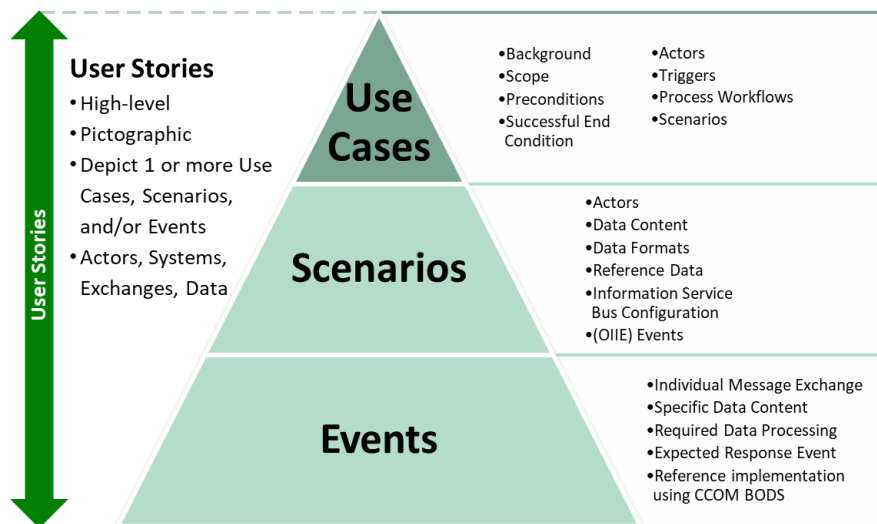 User Stories
•High-level
•Pictographic
•Depict 1 or more Use
Cases, Scenarios,
and/or Events
•Actors, Systems,
Exchanges, Data
User Stories
Use
Cases
•Background
•Scope
•Preconditions
•Successful End
Condition
•Actors
•Triggers
•Process Workflows
•Scenarios
Scenarios
•Actors
•Data Content
•Data Formats
•Reference Data
•Information Service
Bus Configuration
•(OIIE) Events
Events
•Individual Message Exchange
•Specific Data Content
•Required Data Processing
•Expected Response Event
•Reference implementation
using CCOM BODS